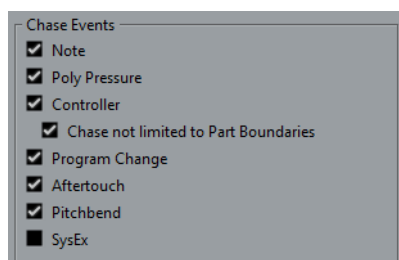 Chase Events
Note
Poly Pressure
Controller
Chase not limited to Part Boundaries
Program Change
Aftertouch
Pitchbend
SysEx